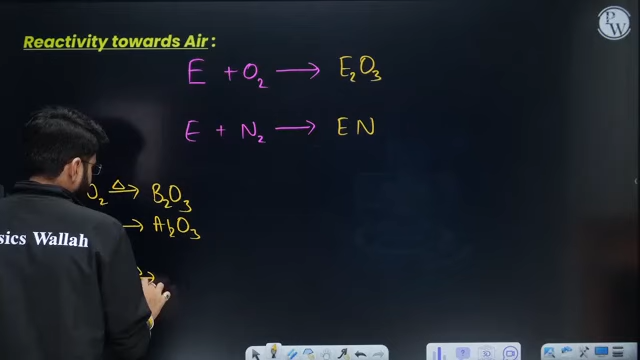 Reactivity towards Air :
E + O₂ ⟶ E₂O₃
E + N₂ ⟶ EN
O₂ △→ B₂O₃
→ Al₂O₃
sics Wallah